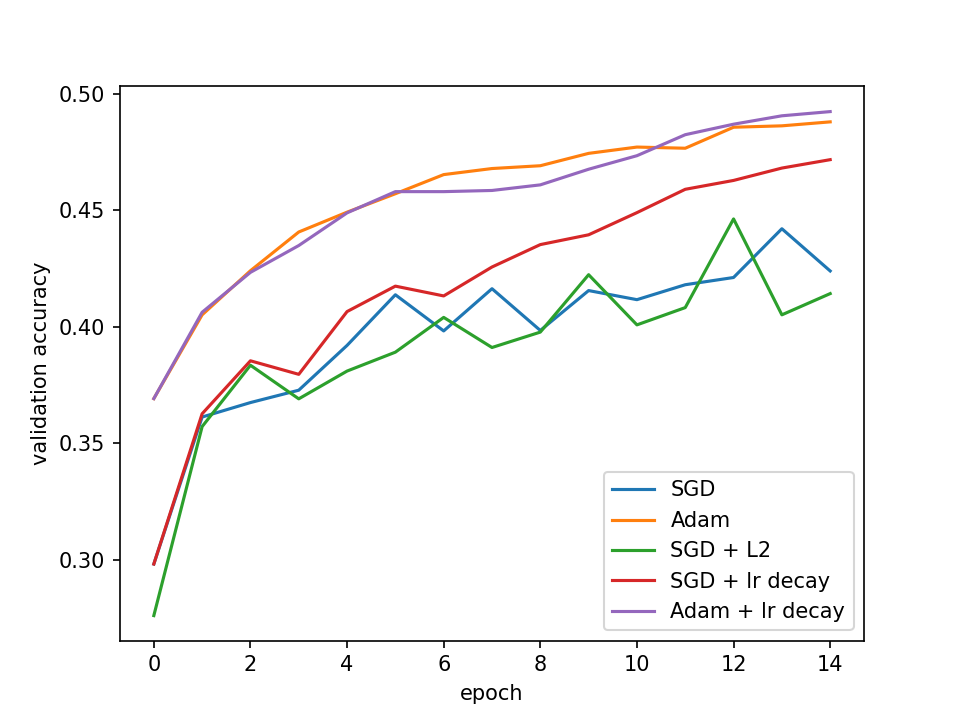 0.50
0.45
0.40
0.35
0.30
validation accuracy
0 2 4 6 8 10 12 14
epoch
SGD
Adam
SGD + L2
SGD + lr decay
Adam + lr decay